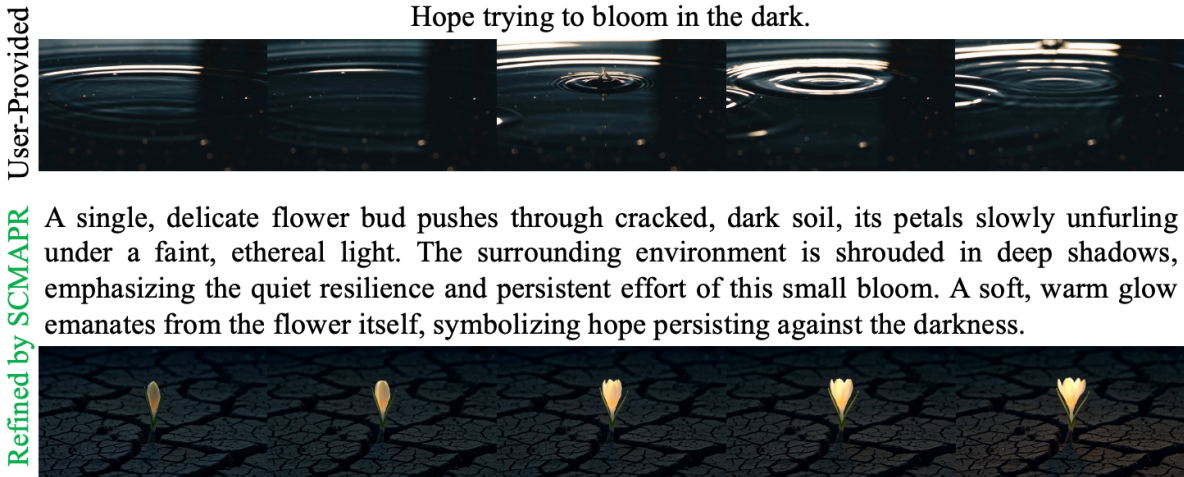 Hope trying to bloom in the dark.
User-Provided
A single, delicate flower bud pushes through cracked, dark soil, its petals slowly unfurling
under a faint, ethereal light. The surrounding environment is shrouded in deep shadows,
emphasizing the quiet resilience and persistent effort of this small bloom. A soft, warm glow
emanates from the flower itself, symbolizing hope persisting against the darkness.
Refined by SCMAPR